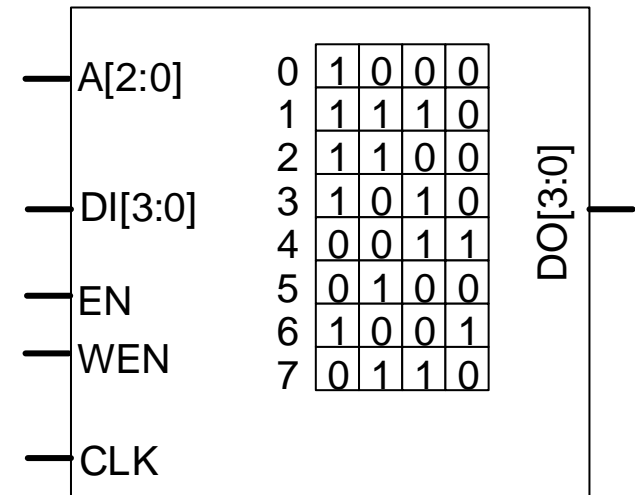 A[2:0]
DI[3:0]
EN
WEN
CLK
0 1 0 0 0
1 1 1 1 0
2 1 1 0 0
3 1 0 1 0
4 0 0 1 1
5 0 1 0 0
6 1 0 0 1
7 0 1 1 0
DO[3:0]